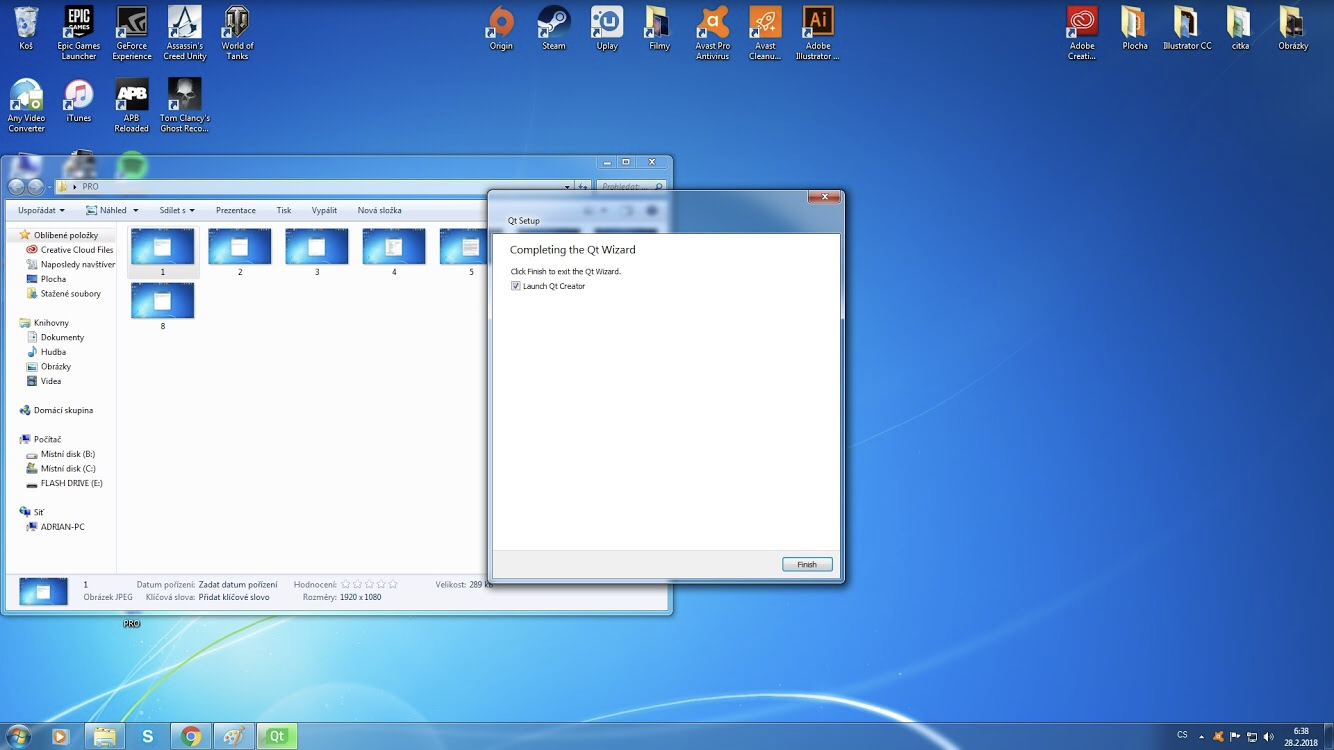 Koš
Epic Games Launcher
GeForce Experience
Assassin's Creed Unity
World of Tanks
Origin
Steam
Uplay
Filmy
Avast Pro Antivirus
Avast Cleanu...
Adobe Illustrator ...
Adobe Creati...
Plocha
Illustrator CC
citka
Obrázky
Any Video Converter
iTunes
APB Reloaded
Tom Clancy's Ghost Reco...
PRO
Prohledat: ...
Uspořádat
Náhled
Sdílet s
Prezentace
Tisk
Vypálit
Nová složka
Oblíbené položky
Creative Cloud Files
Naposledy navštíven
Plocha
Stažené soubory
Knihovny
Dokumenty
Hudba
Obrázky
Videa
Domácí skupina
Počítač
Místní disk (B:)
Místní disk (C:)
FLASH DRIVE (E:)
Síť
ADRIAN-PC
1
2
3
4
5
8
Qt Setup
Completing the Qt Wizard
Click Finish to exit the Qt Wizard.
Launch Qt Creator
Finish
1
Datum pořízení: Zadat datum pořízení
Hodnocení:
Velikost: 289 k
Obrázek JPEG
Klíčová slova: Přidat klíčové slovo
Rozměry: 1920 x 1080
PRO
Qt
CS
6:38
28.2.2018